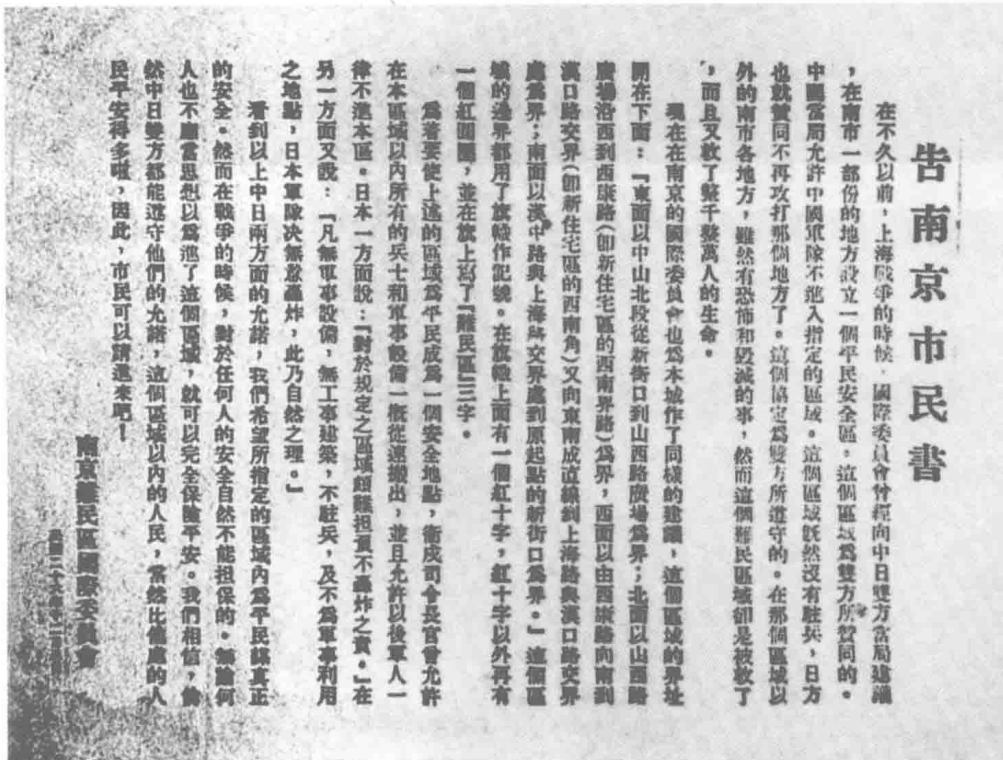 告南京市民書
在不久以前，上海戰爭的時候，國際委員會曾經向中日雙方當局建議
，在南市一部份的地方設立一個平民安全區。這個區域爲雙方所贊同的。
中國當局允許中國軍隊不進入指定的區域。這個區域既然沒有駐兵，日方
也就贊同不再攻打那個地方了。這個協定爲雙方所遵守的。在那個區域以
外的南市各地方，雖然有恐怖和毀滅的事，然而這個難民區域卻是被救了
，而且又救了整千整萬人的生命。
現在在南京的國際委員會也爲本城作了同樣的建議，這個區域的界址
開在下面：「東面以中山北段從新街口到山西路廣場爲界；北面以山西路
廣場沿西到西康路（卽新住宅區的西南界路）爲界，西面以由西康路向南到
漢口路交界（卽新住宅區的西南角）又向東南成直線到上海路與漢口路交界
處爲界；南面以漢中路與上海路交界處到原起點的新街口爲界。」這個區
域的邊界都用了旗幟作記號。在旗幟上面有一個紅十字，紅十字以外再有
一個紅圓圈，並在旗上寫了「難民區」三字。
爲着要使上述的區域爲平民成爲一個安全地點，衛戍司令長官曾允許
在本區域以內所有的兵士和軍事設備一概從速搬出，並且允許以後軍人一
律不進本區。日本一方面說：「對於規定之區域頗難担負不轟炸之責。」在
另一方面又說：「凡無軍事設備，無工事建築，不駐兵，及不爲軍事利用
之地點，日本軍隊決無意轟炸，此乃自然之理。」
看到以上中日兩方面的允諾，我們希望所指定的區域內爲平民謀眞正
的安全。然而在戰爭的時候，對於任何人的安全自然不能担保的。無論何
人也不應當思想以爲進了這個區域，就可以完全保險平安。我們相信，倘
然中日雙方都能遵守他們的允諾，這個區域以內的人民，當然比他處的人
民平安得多啦，因此，市民可以請進來吧！
南京難民區國際委員會
民國二十六年十二月